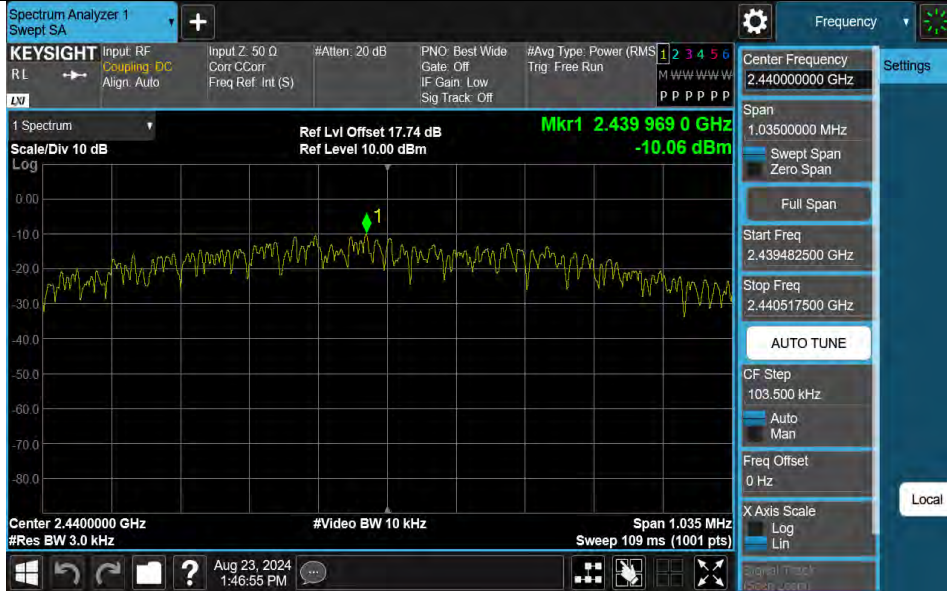 Spectrum Analyzer 1
Swept SA
+
Frequency
KEYSIGHT
RL
LXI
Input: RF
Coupling: DC
Align: Auto
Input Z: 50 Ω
Corr CCorr
Freq Ref: Int (S)
#Atten: 20 dB
PNO: Best Wide
Gate: Off
IF Gain: Low
Sig Track: Off
#Avg Type: Power (RMS
Trig: Free Run
1 2 3 4 5 6
M W W W W W
P P P P P P
1 Spectrum
Scale/Div 10 dB
Log
Ref Lvl Offset 17.74 dB
Ref Level 10.00 dBm
Mkr1 2.439 969 0 GHz
-10.06 dBm
1
0.00
-10.0
-20.0
-30.0
-40.0
-50.0
-60.0
-70.0
-80.0
Center 2.4400000 GHz
#Res BW 3.0 kHz
#Video BW 10 kHz
Span 1.035 MHz
Sweep 109 ms (1001 pts)
?
Aug 23, 2024
1:46:55 PM
Center Frequency
2.440000000 GHz
Span
1.03500000 MHz
Swept Span
Zero Span
Full Span
Start Freq
2.439482500 GHz
Stop Freq
2.440517500 GHz
AUTO TUNE
CF Step
103.500 kHz
Auto
Man
Freq Offset
0 Hz
X Axis Scale
Log
Lin
Signal Track
(Span Zoom)
Settings
Local